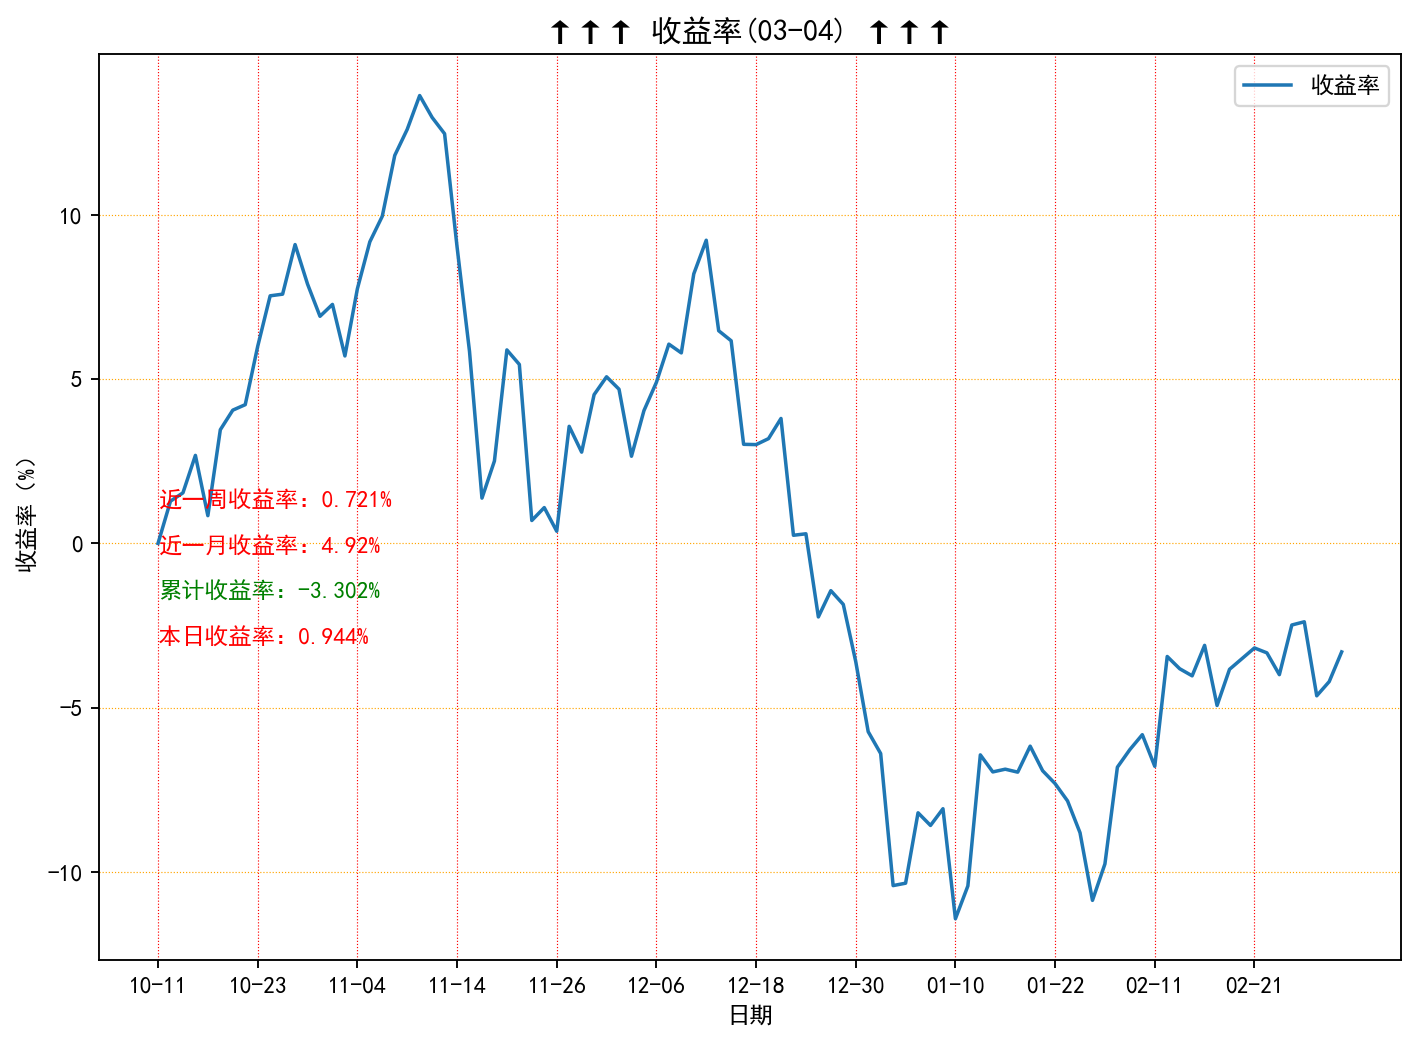 ↑↑↑ 收益率(03-04) ↑↑↑
收益率
10
5
0
-5
-10
收益率（%）
近一周收益率：0.721%
近一月收益率：4.92%
累计收益率：-3.302%
本日收益率：0.944%
10-11 10-23 11-04 11-14 11-26 12-06 12-18 12-30 01-10 01-22 02-11 02-21
日期